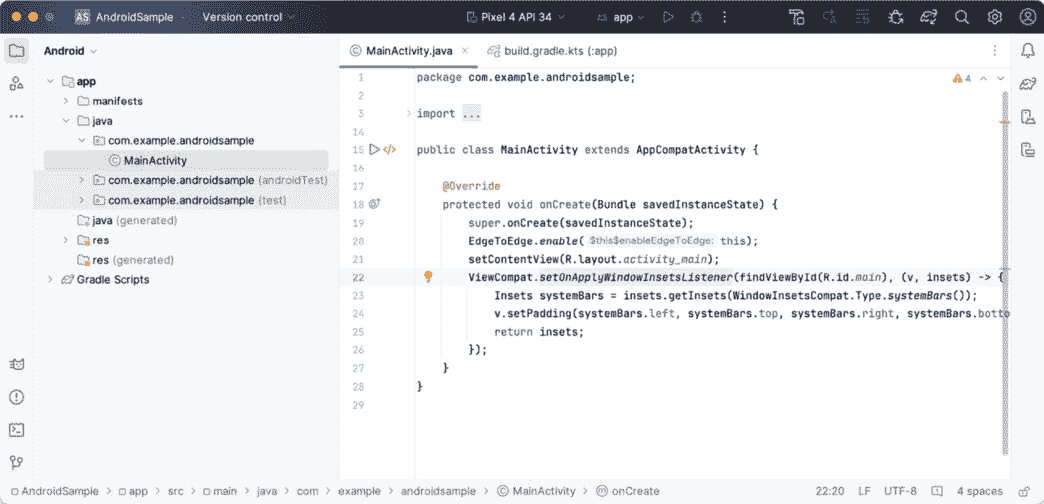 AS AndroidSample Version control Pixel 4 API 34 app
Android
app
manifests
java
com.example.androidsample
MainActivity
com.example.androidsample (androidTest)
com.example.androidsample (test)
java (generated)
res
res (generated)
Gradle Scripts
MainActivity.java build.gradle.kts (:app)
4
1 package com.example.androidsample;
2
3 import ...
14
15 public class MainActivity extends AppCompatActivity {
16
17 @Override
18 protected void onCreate(Bundle savedInstanceState) {
19 super.onCreate(savedInstanceState);
20 EdgeToEdge.enable( $this$enableEdgeToEdge: this);
21 setContentView(R.layout.activity_main);
22 ViewCompat.setOnApplyWindowInsetsListener(findViewById(R.id.main), (v, insets) -> {
23 Insets systemBars = insets.getInsets(WindowInsetsCompat.Type.systemBars());
24 v.setPadding(systemBars.left, systemBars.top, systemBars.right, systemBars.botto
25 return insets;
26 });
27 }
28 }
29
AndroidSample > app > src > main > java > com > example > androidsample > MainActivity > onCreate
22:20 LF UTF-8 4 spaces